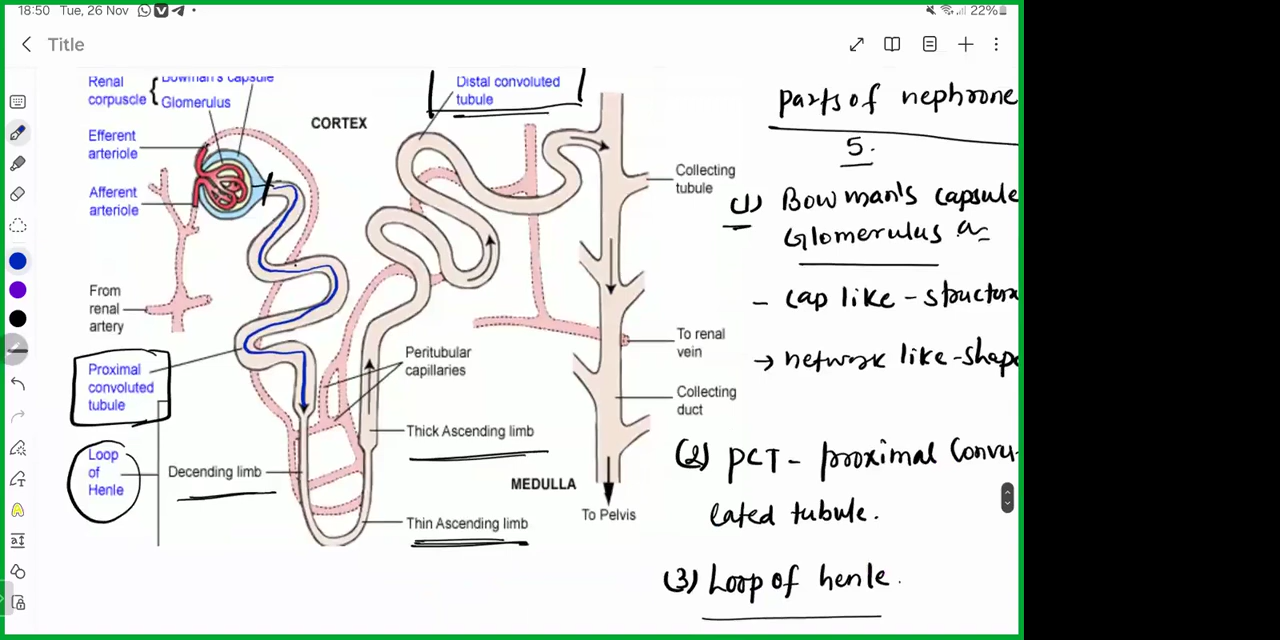 18:50 Tue, 26 Nov
22%
Title
Renal
corpuscle
Bowman's capsule
Glomerulus
Efferent
arteriole
Afferent
arteriole
From
renal
artery
Proximal
convoluted
tubule
Loop
of
Henle
Decending limb
CORTEX
Distal convoluted
tubule
Collecting
tubule
To renal
vein
Peritubular
capillaries
Collecting
duct
Thick Ascending limb
MEDULLA
To Pelvis
Thin Ascending limb
parts of nephrone
5.
(1) Bowman's capsule
Glomerulus
- cap like - structure
→ network like-shape
(2) PCT - proximal convu-
lated tubule.
(3) Loop of henle.